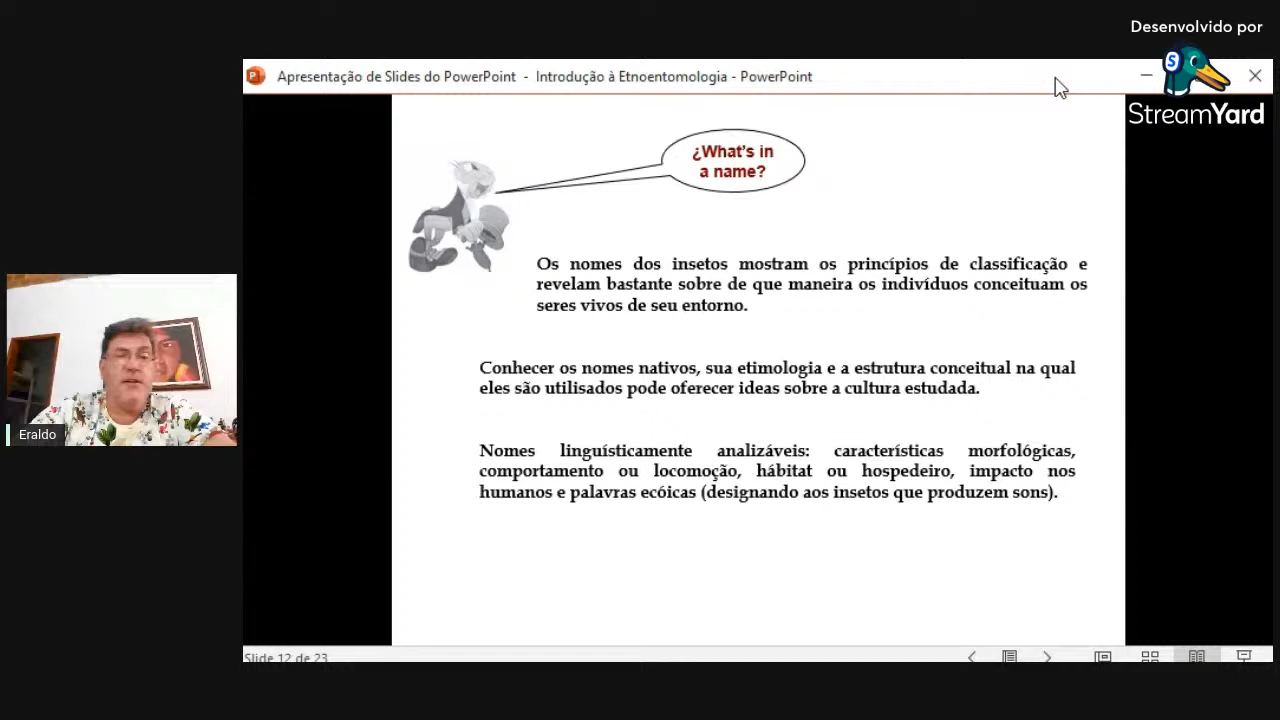 Desenvolvido por
StreamYard
Apresentação de Slides do PowerPoint - Introdução à Etnoentomologia - PowerPoint
¿What's in
a name?
Os nomes dos insetos mostram os princípios de classificação e
revelam bastante sobre de que maneira os indivíduos conceituam os
seres vivos de seu entorno.
Conhecer os nomes nativos, sua etimologia e a estrutura conceitual na qual
eles são utilisados pode oferecer ideas sobre a cultura estudada.
Nomes linguísticamente analizáveis: características morfológicas,
comportamento ou locomoção, hábitat ou hospedeiro, impacto nos
humanos e palavras ecóicas (designando aos insetos que produzem sons).
Eraldo
Slide 12 de 23